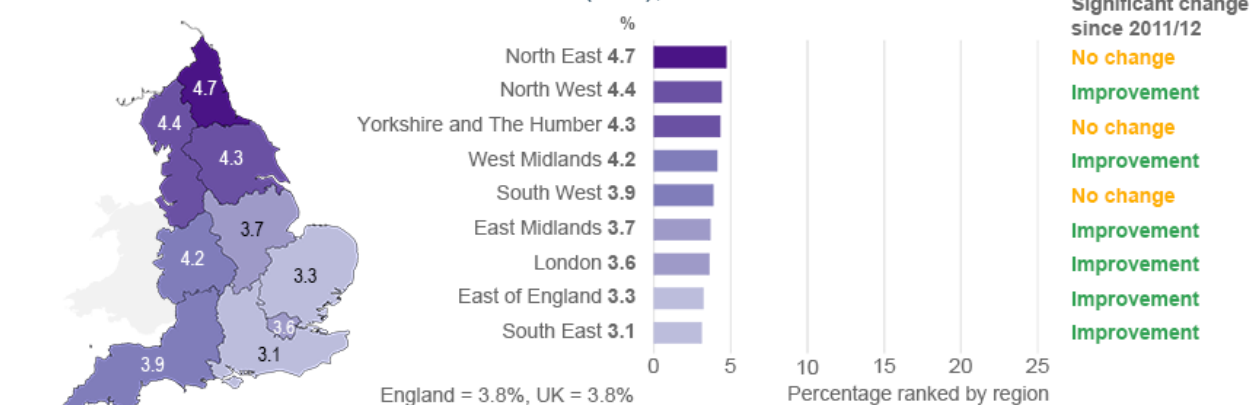 Significant change
since 2011/12
%
North East 4.7 No change
North West 4.4 Improvement
Yorkshire and The Humber 4.3 No change
West Midlands 4.2 Improvement
South West 3.9 No change
East Midlands 3.7 Improvement
London 3.6 Improvement
East of England 3.3 Improvement
South East 3.1 Improvement
0 5 10 15 20 25
Percentage ranked by region
England = 3.8%, UK = 3.8%
4.7
4.4
4.3
3.7
4.2
3.3
3.6
3.1
3.9